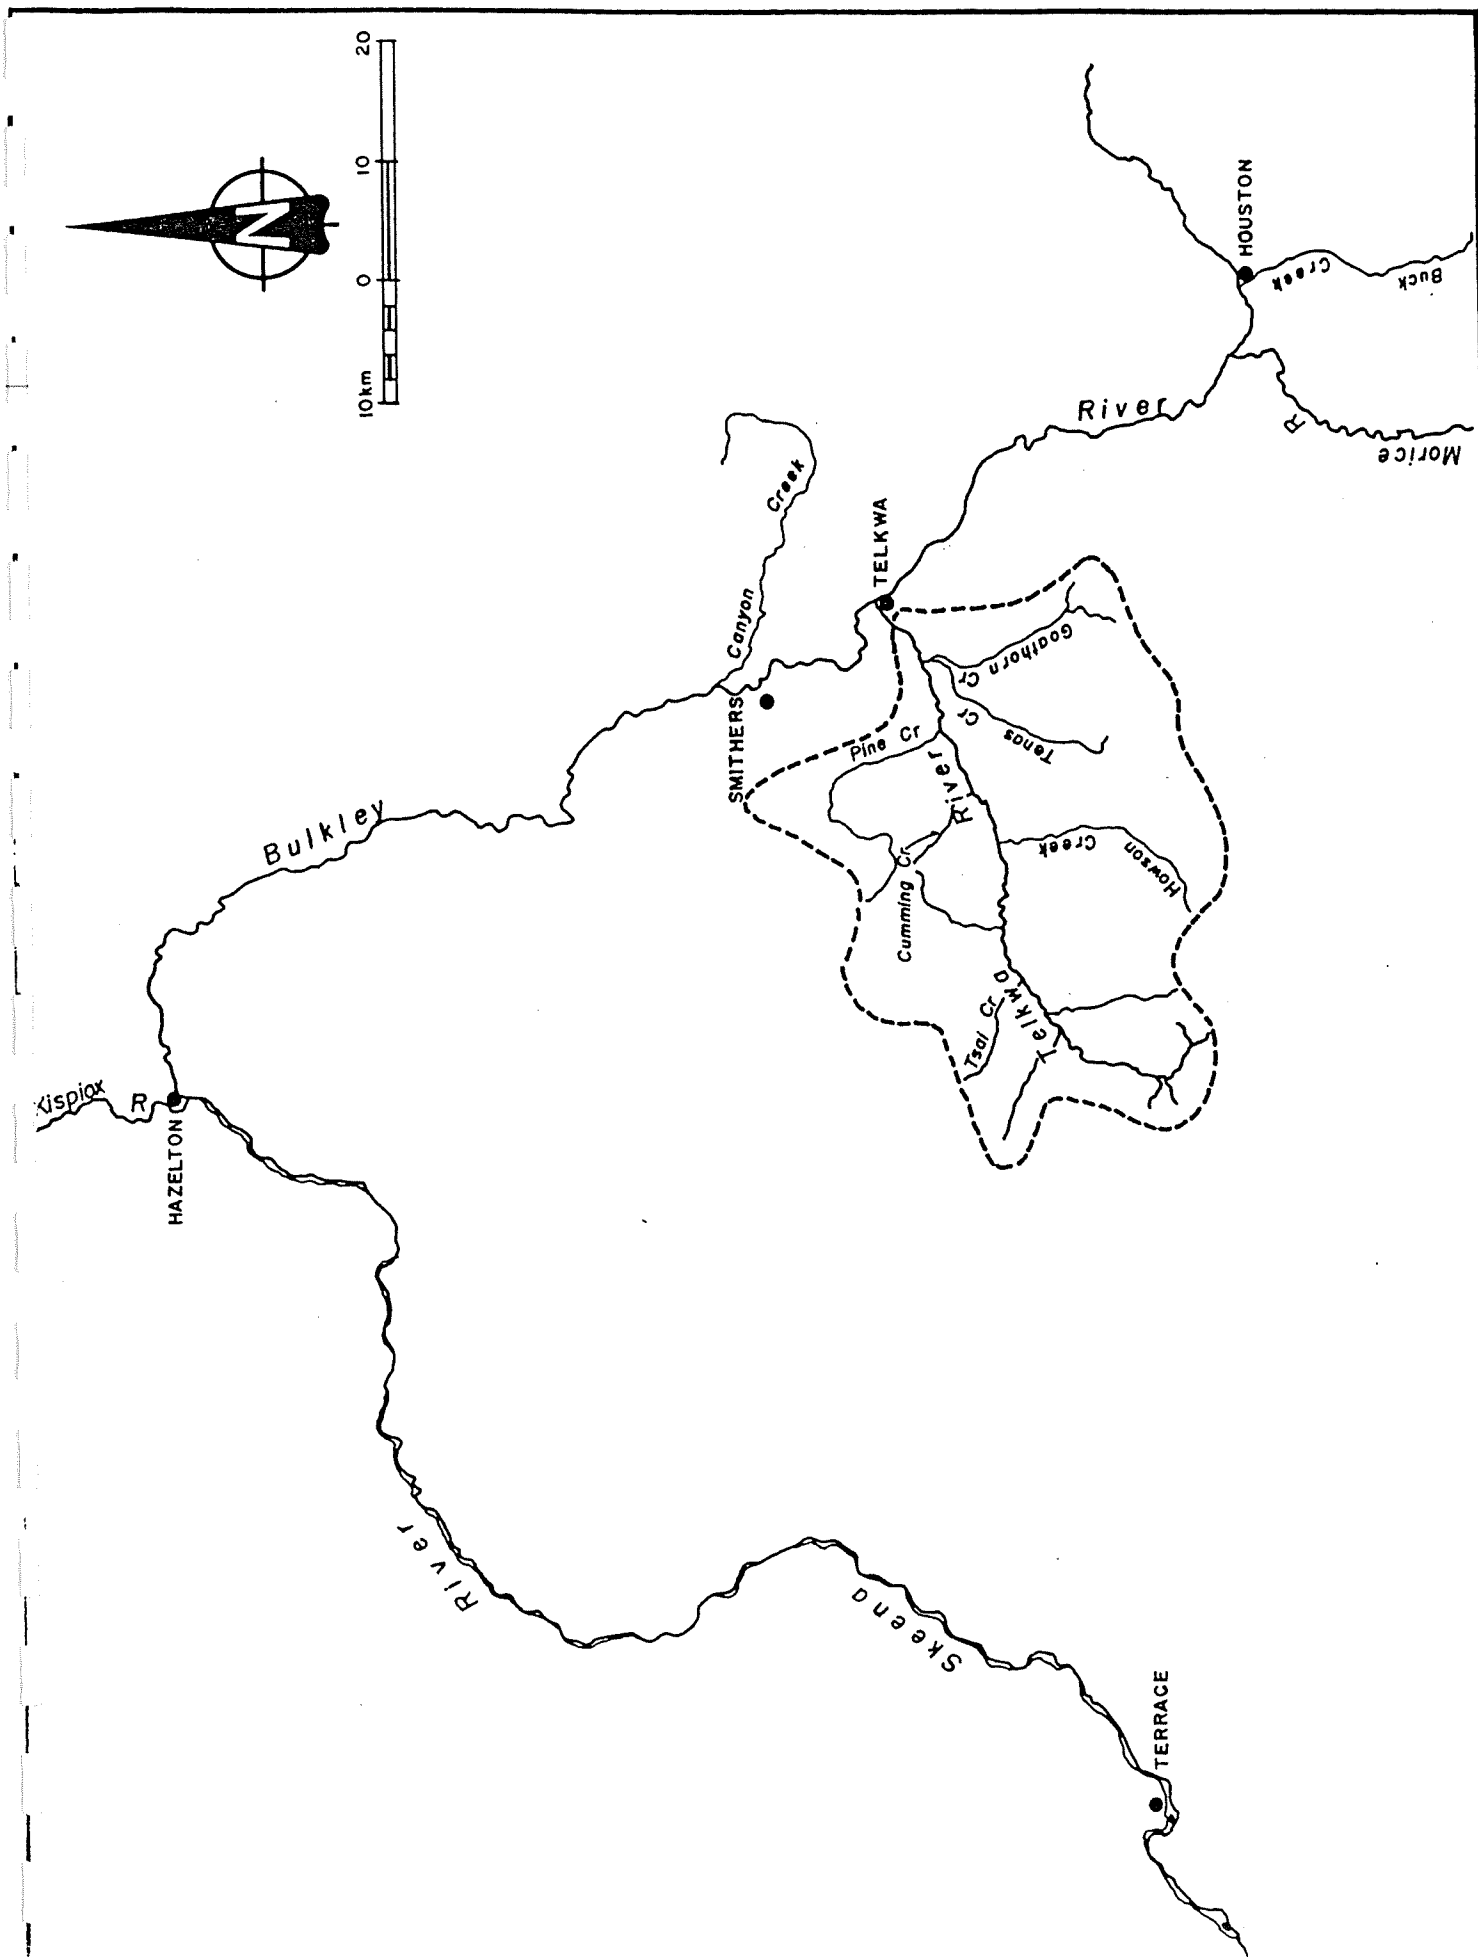 N
10km 0 10 20
Kispiox R
HAZELTON
Bulkley
River
SMITHERS
Canyon Creek
TELKWA
Pine Cr
Cumming Cr
Tsai Cr
Telkwa River
Goathorn Cr
Tenas Cr
Howson Creek
River
HOUSTON
Buck Creek
Morice R
Skeena
TERRACE